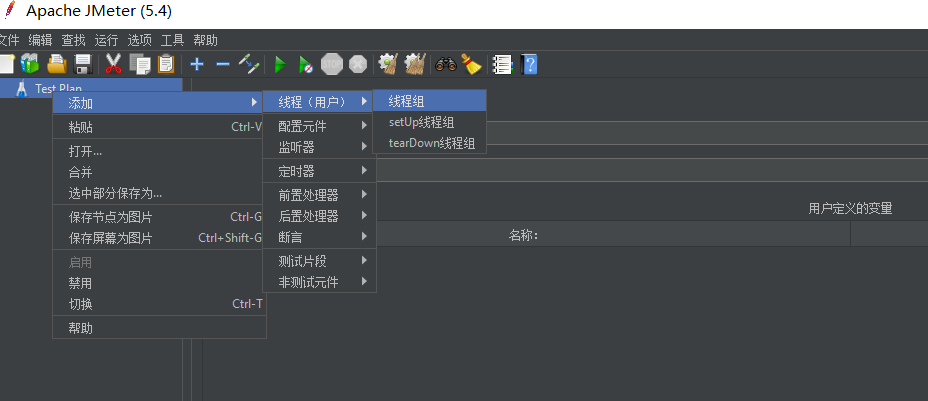 Apache JMeter (5.4)
文件 编辑 查找 运行 选项 工具 帮助
Test Plan
添加
粘贴 Ctrl-V
打开...
合并
选中部分保存为...
保存节点为图片 Ctrl-G
保存屏幕为图片 Ctrl+Shift-G
启用
禁用
切换 Ctrl-T
帮助
线程（用户）
配置元件
监听器
定时器
前置处理器
后置处理器
断言
测试片段
非测试元件
线程组
setUp线程组
tearDown线程组
用户定义的变量
名称: